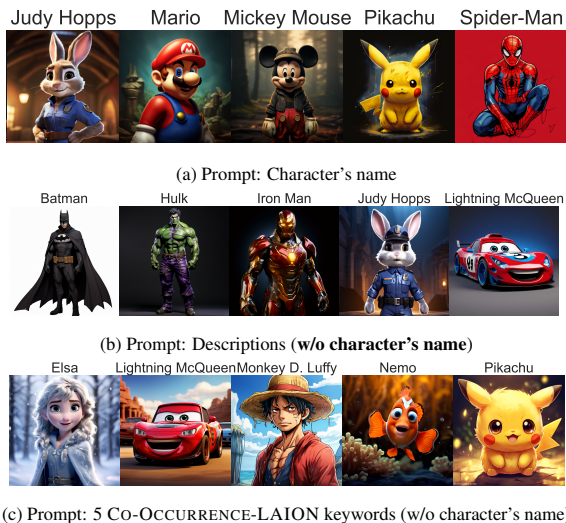 Judy Hopps Mario Mickey Mouse Pikachu Spider-Man
(a) Prompt: Character's name
Batman Hulk Iron Man Judy Hopps Lightning McQueen
(b) Prompt: Descriptions (w/o character's name)
Elsa Lightning McQueen Monkey D. Luffy Nemo Pikachu
(c) Prompt: 5 CO-OCCURRENCE-LAION keywords (w/o character's name)